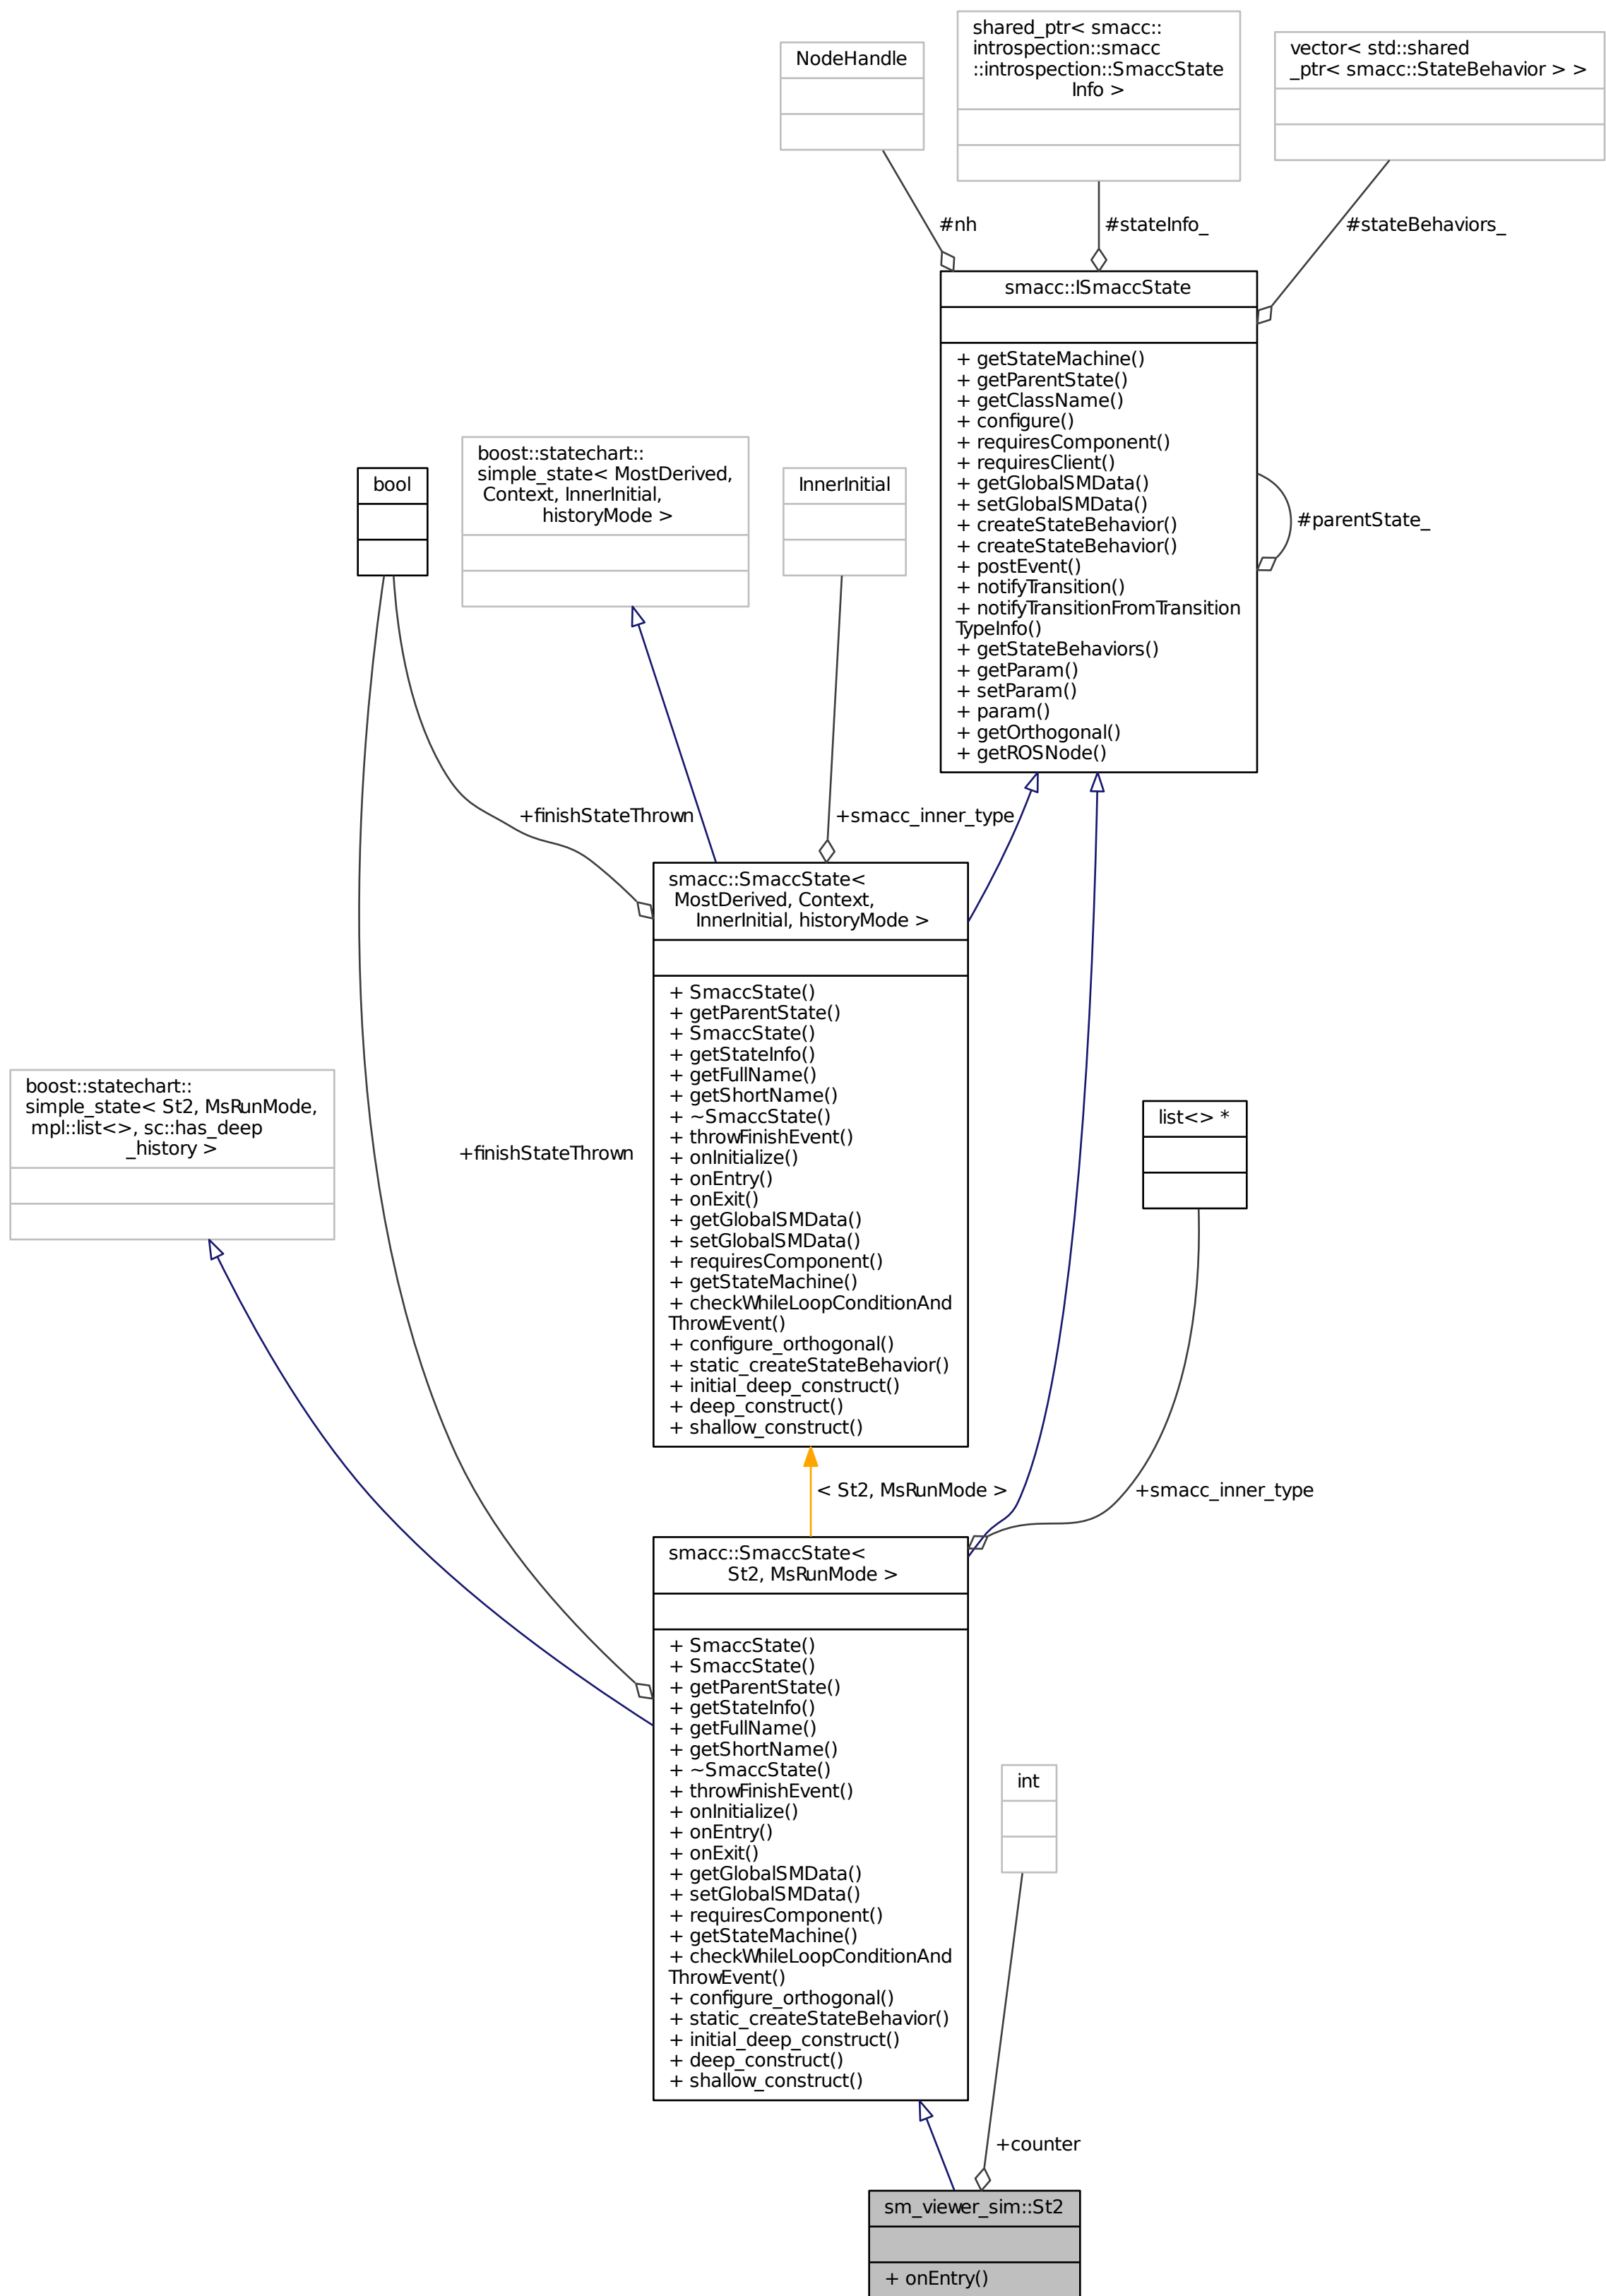 NodeHandle
shared_ptr< smacc::
introspection::smacc
::introspection::SmaccState
Info >
vector< std::shared
_ptr< smacc::StateBehavior > >
#nh
#stateInfo_
#stateBehaviors_
smacc::ISmaccState
+ getStateMachine()
+ getParentState()
+ getClassName()
+ configure()
+ requiresComponent()
+ requiresClient()
+ getGlobalSMData()
+ setGlobalSMData()
+ createStateBehavior()
+ createStateBehavior()
+ postEvent()
+ notifyTransition()
+ notifyTransitionFromTransition
TypeInfo()
+ getStateBehaviors()
+ getParam()
+ setParam()
+ param()
+ getOrthogonal()
+ getROSNode()
#parentState_
bool
boost::statechart::
simple_state< MostDerived,
Context, InnerInitial,
historyMode >
InnerInitial
+finishStateThrown
+smacc_inner_type
smacc::SmaccState<
MostDerived, Context,
InnerInitial, historyMode >
+ SmaccState()
+ getParentState()
+ SmaccState()
+ getStateInfo()
+ getFullName()
+ getShortName()
+ ~SmaccState()
+ throwFinishEvent()
+ onInitialize()
+ onEntry()
+ onExit()
+ getGlobalSMData()
+ setGlobalSMData()
+ requiresComponent()
+ getStateMachine()
+ checkWhileLoopConditionAnd
ThrowEvent()
+ configure_orthogonal()
+ static_createStateBehavior()
+ initial_deep_construct()
+ deep_construct()
+ shallow_construct()
boost::statechart::
simple_state< St2, MsRunMode,
mpl::list<>, sc::has_deep
_history >
+finishStateThrown
list<> *
< St2, MsRunMode >
+smacc_inner_type
smacc::SmaccState<
St2, MsRunMode >
+ SmaccState()
+ SmaccState()
+ getParentState()
+ getStateInfo()
+ getFullName()
+ getShortName()
+ ~SmaccState()
+ throwFinishEvent()
+ onInitialize()
+ onEntry()
+ onExit()
+ getGlobalSMData()
+ setGlobalSMData()
+ requiresComponent()
+ getStateMachine()
+ checkWhileLoopConditionAnd
ThrowEvent()
+ configure_orthogonal()
+ static_createStateBehavior()
+ initial_deep_construct()
+ deep_construct()
+ shallow_construct()
int
+counter
sm_viewer_sim::St2
+ onEntry()